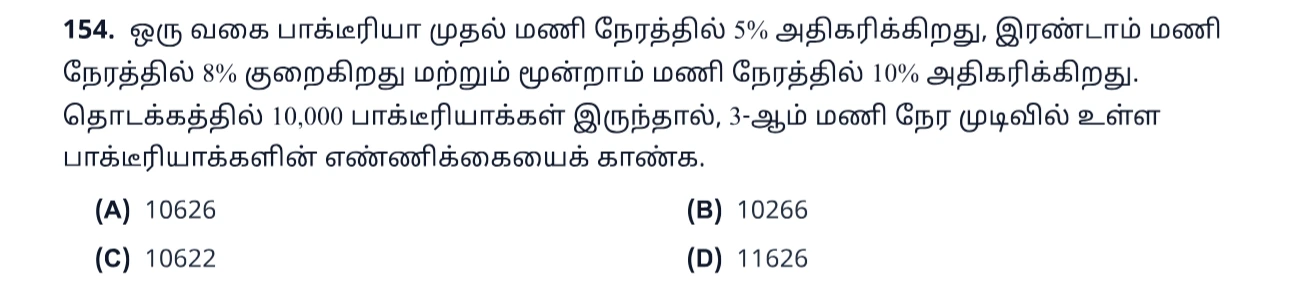 154. ஒரு வகை பாக்டீரியா முதல் மணி நேரத்தில் 5% அதிகரிக்கிறது, இரண்டாம் மணி
நேரத்தில் 8% குறைகிறது மற்றும் மூன்றாம் மணி நேரத்தில் 10% அதிகரிக்கிறது.
தொடக்கத்தில் 10,000 பாக்டீரியாக்கள் இருந்தால், 3-ஆம் மணி நேர முடிவில் உள்ள
பாக்டீரியாக்களின் எண்ணிக்கையைக் காண்க.
(A) 10626 (B) 10266
(C) 10622 (D) 11626